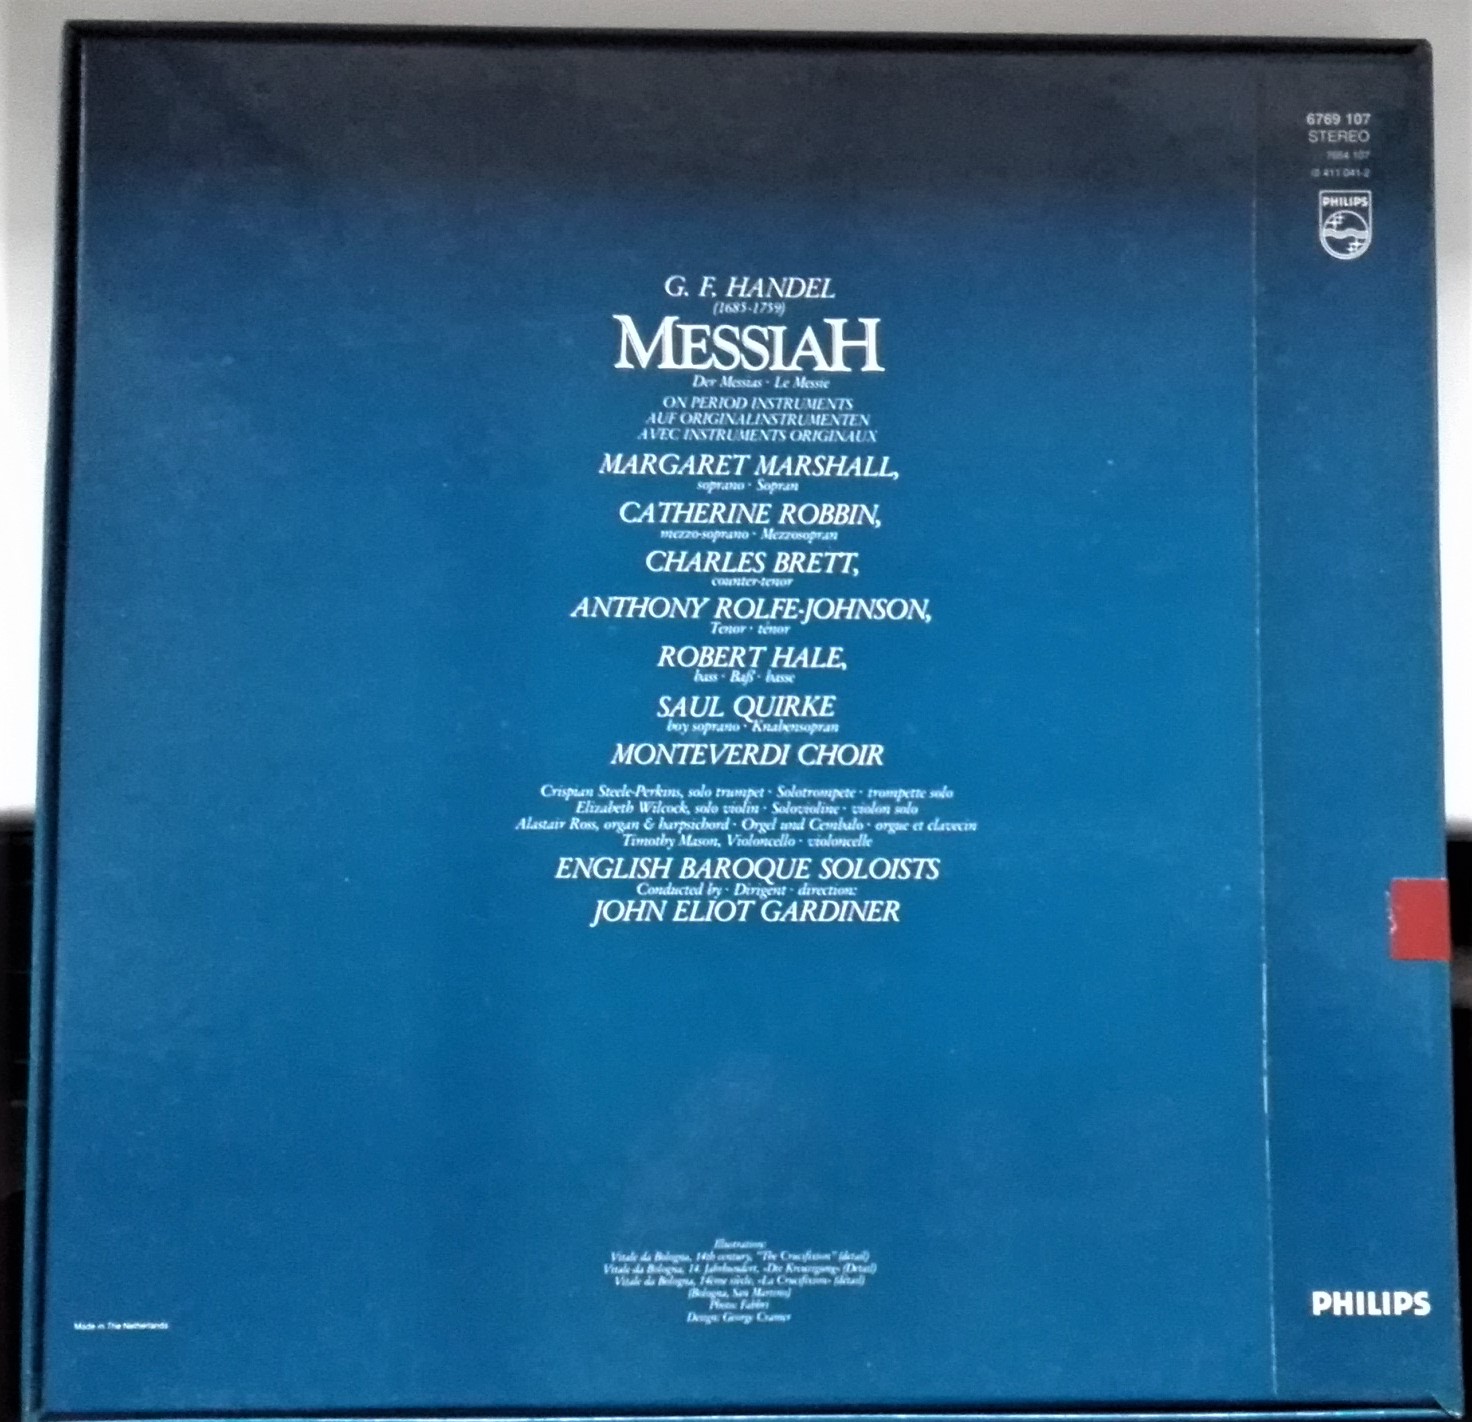 6769 107
STEREO
7654 107
411 041-2
PHILIPS
G. F. HANDEL
(1685-1759)
MESSIAH
Der Messias · Le Messie
ON PERIOD INSTRUMENTS
AUF ORIGINALINSTRUMENTEN
AVEC INSTRUMENTS ORIGINAUX
MARGARET MARSHALL,
soprano · Sopran
CATHERINE ROBBIN,
mezzo-soprano · Mezzosopran
CHARLES BRETT,
counter-tenor
ANTHONY ROLFE-JOHNSON,
Tenor · ténor
ROBERT HALE,
bass · Baß · basse
SAUL QUIRKE
boy soprano · Knabensopran
MONTEVERDI CHOIR
Crispian Steele-Perkins, solo trumpet · Solotrompete · trompette solo
Elizabeth Wilcock, solo violin · Solovioline · violon solo
Alastair Ross, organ & harpsichord · Orgel und Cembalo · orgue et clavecin
Timothy Mason, Violoncello · violoncelle
ENGLISH BAROQUE SOLOISTS
Conducted by · Dirigent · direction:
JOHN ELIOT GARDINER
Illustration:
Vitale da Bologna, 14th century, "The Crucifixion" (detail)
Vitale da Bologna, 14. Jahrhundert, «Die Kreuzigung» (Detail)
Vitale da Bologna, 14ème siècle, «La Crucifixion» (détail)
(Bologna, San Martino)
Photo: Fabbri
Design: George Cramer
Made in The Netherlands
PHILIPS